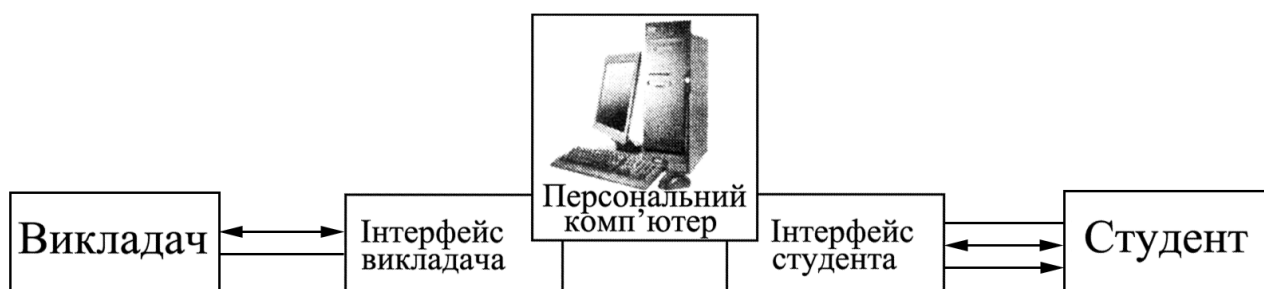 Персональний
комп’ютер
Викладач
Інтерфейс
викладача
Інтерфейс
студента
Студент